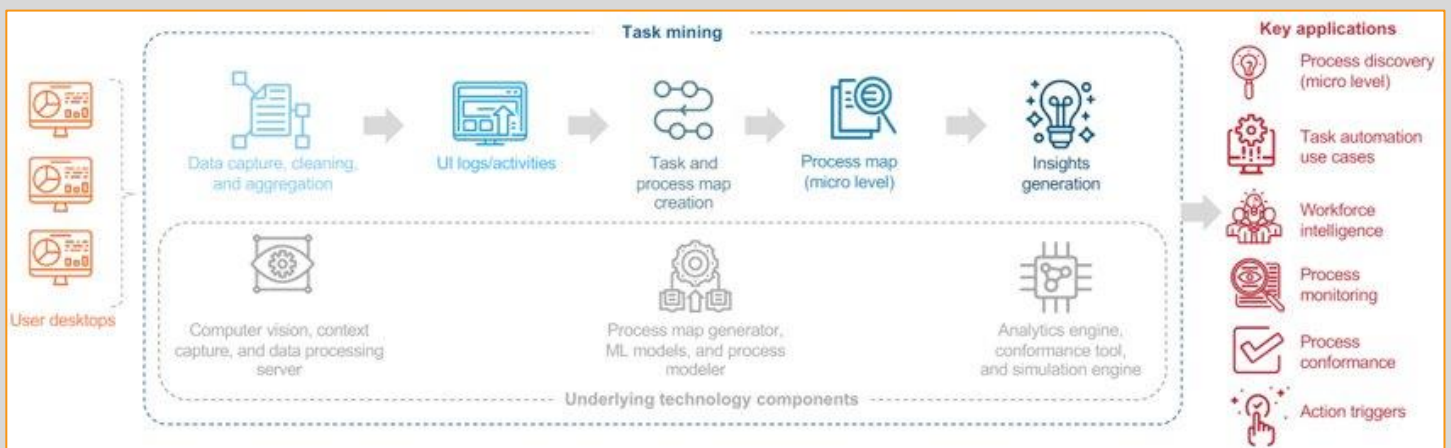 Task mining
Key applications
User desktops
Data capture, cleaning,
and aggregation
UI logs/activities
Task and
process map
creation
Process map
(micro level)
Insights
generation
Computer vision, context
capture, and data processing
server
Process map generator,
ML models, and process
modeler
Analytics engine,
conformance tool,
and simulation engine
Underlying technology components
Process discovery
(micro level)
Task automation
use cases
Workforce
intelligence
Process
monitoring
Process
conformance
Action triggers